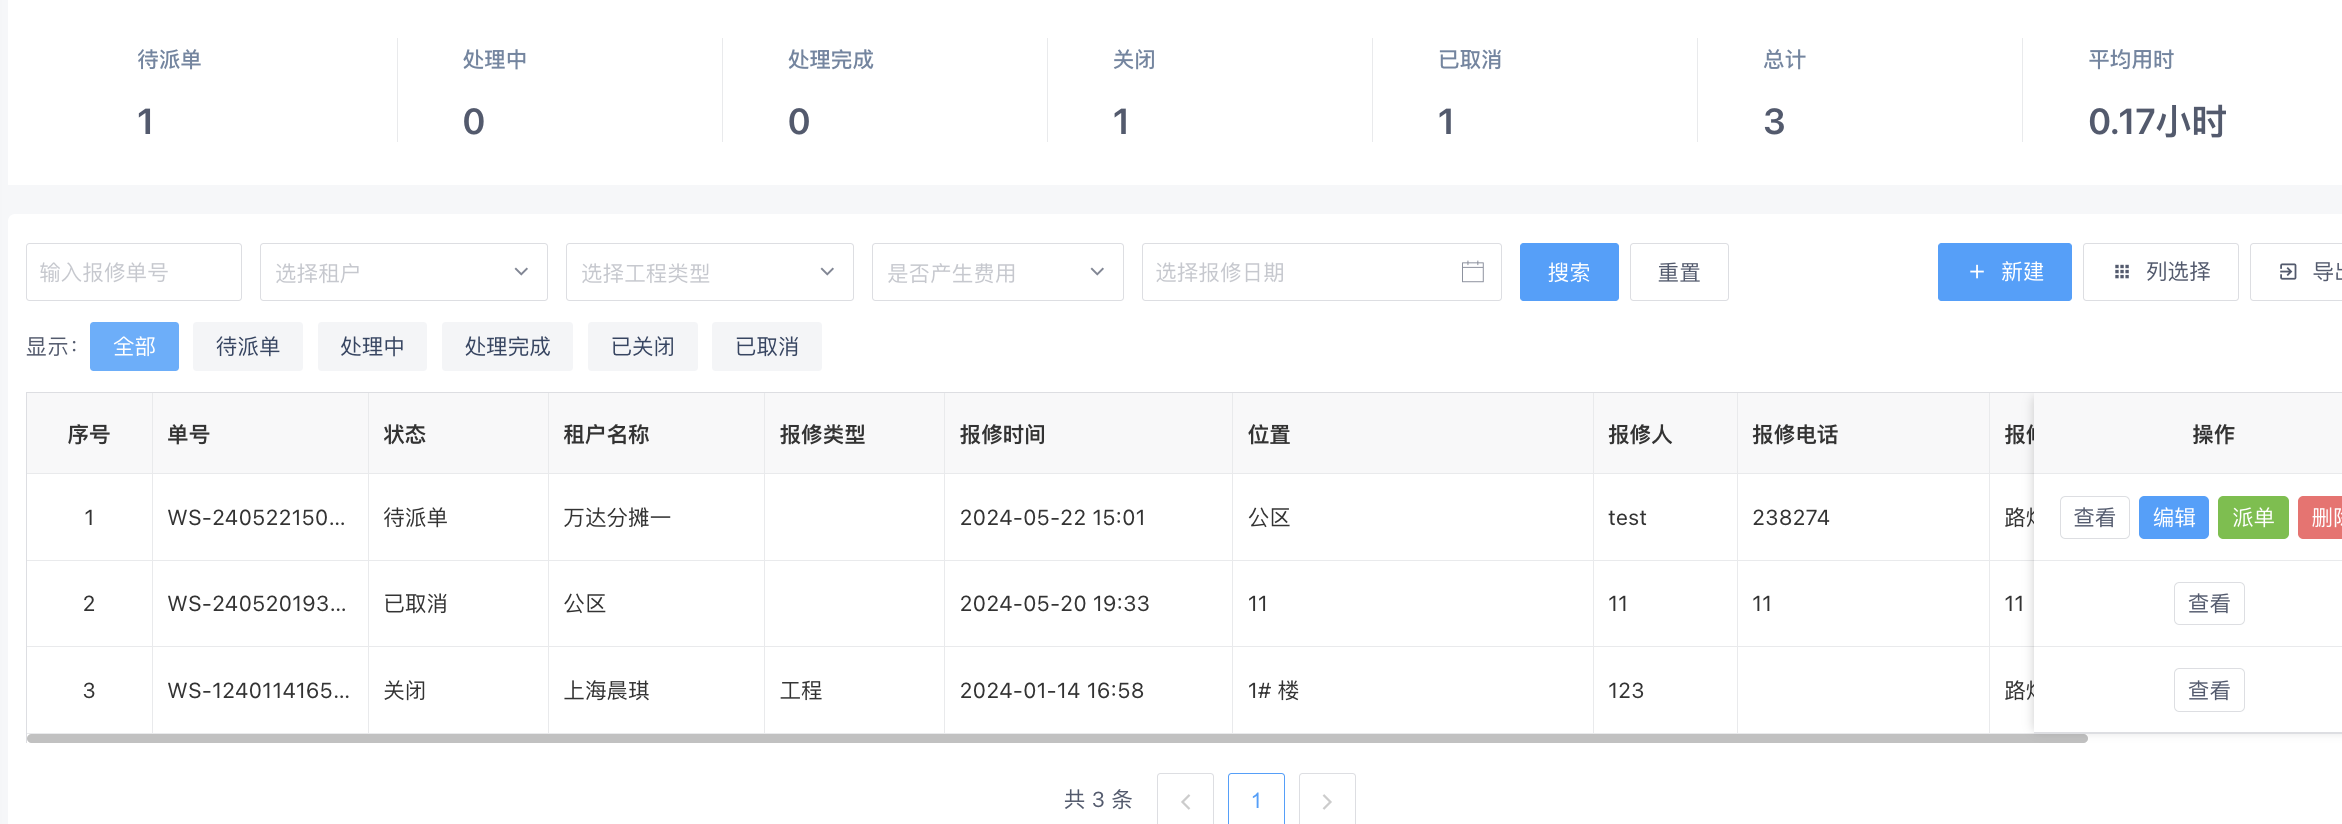 待派单 处理中 处理完成 关闭 已取消 总计 平均用时
1 0 0 1 1 3 0.17小时
输入报修单号 选择租户 选择工程类型 是否产生费用 选择报修日期 搜索 重置 + 新建 列选择 导出
显示: 全部 待派单 处理中 处理完成 已关闭 已取消
序号 单号 状态 租户名称 报修类型 报修时间 位置 报修人 报修电话 报修 操作
1 WS-240522150... 待派单 万达分摊一 2024-05-22 15:01 公区 test 238274 路灯 查看 编辑 派单 删除
2 WS-240520193... 已取消 公区 2024-05-20 19:33 11 11 11 11 查看
3 WS-1240114165... 关闭 上海晨琪 工程 2024-01-14 16:58 1# 楼 123 路灯 查看
共 3 条 < 1 >